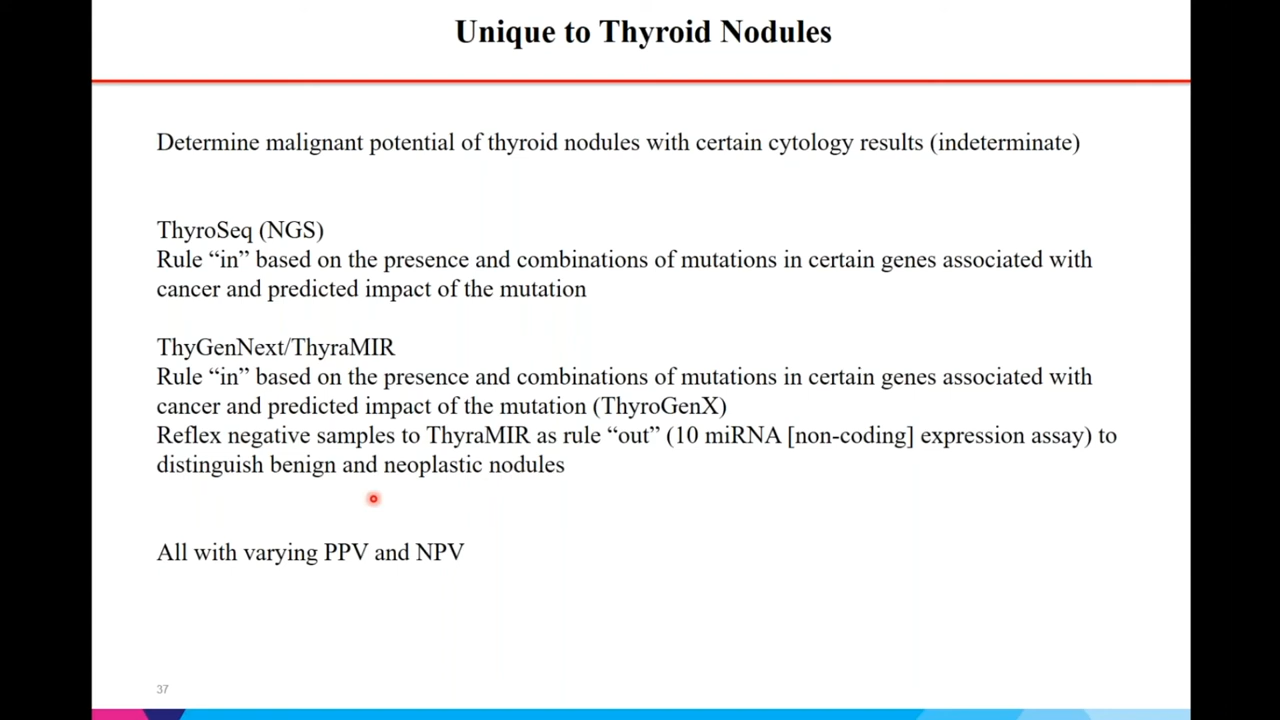 Unique to Thyroid Nodules
Determine malignant potential of thyroid nodules with certain cytology results (indeterminate)
ThyroSeq (NGS)
Rule “in” based on the presence and combinations of mutations in certain genes associated with
cancer and predicted impact of the mutation
ThyGenNext/ThyraMIR
Rule “in” based on the presence and combinations of mutations in certain genes associated with
cancer and predicted impact of the mutation (ThyroGenX)
Reflex negative samples to ThyraMIR as rule “out” (10 miRNA [non-coding] expression assay) to
distinguish benign and neoplastic nodules
All with varying PPV and NPV
37